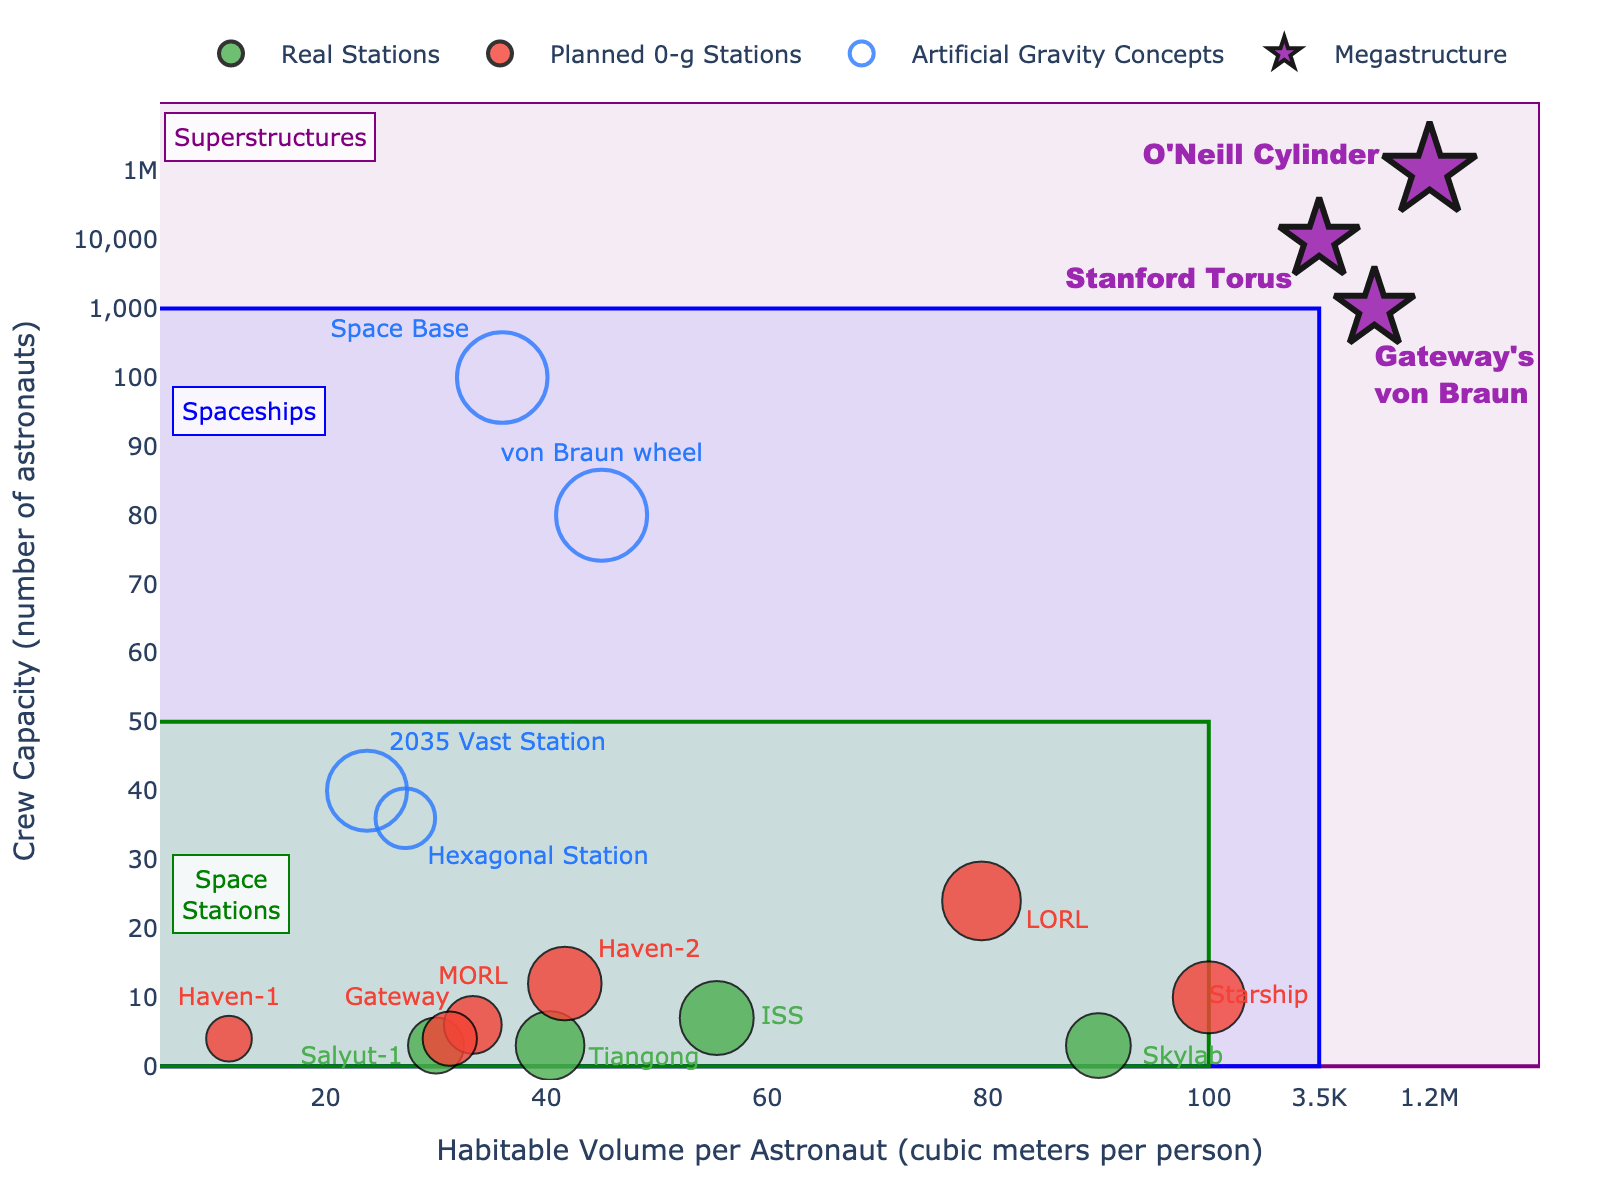 Real Stations
Planned 0-g Stations
Artificial Gravity Concepts
Megastructure
Superstructures
O'Neill Cylinder
1M
10,000
Stanford Torus
1,000
Space Base
Gateway's
von Braun
100
Spaceships
90
von Braun wheel
80
70
60
50
2035 Vast Station
40
Hexagonal Station
30
Space
Stations
20
LORL
Haven-2
MORL
Haven-1
Gateway
Starship
10
ISS
Salyut-1
Tiangong
Skylab
0
20
40
60
80
100
3.5K
1.2M
Crew Capacity (number of astronauts)
Habitable Volume per Astronaut (cubic meters per person)